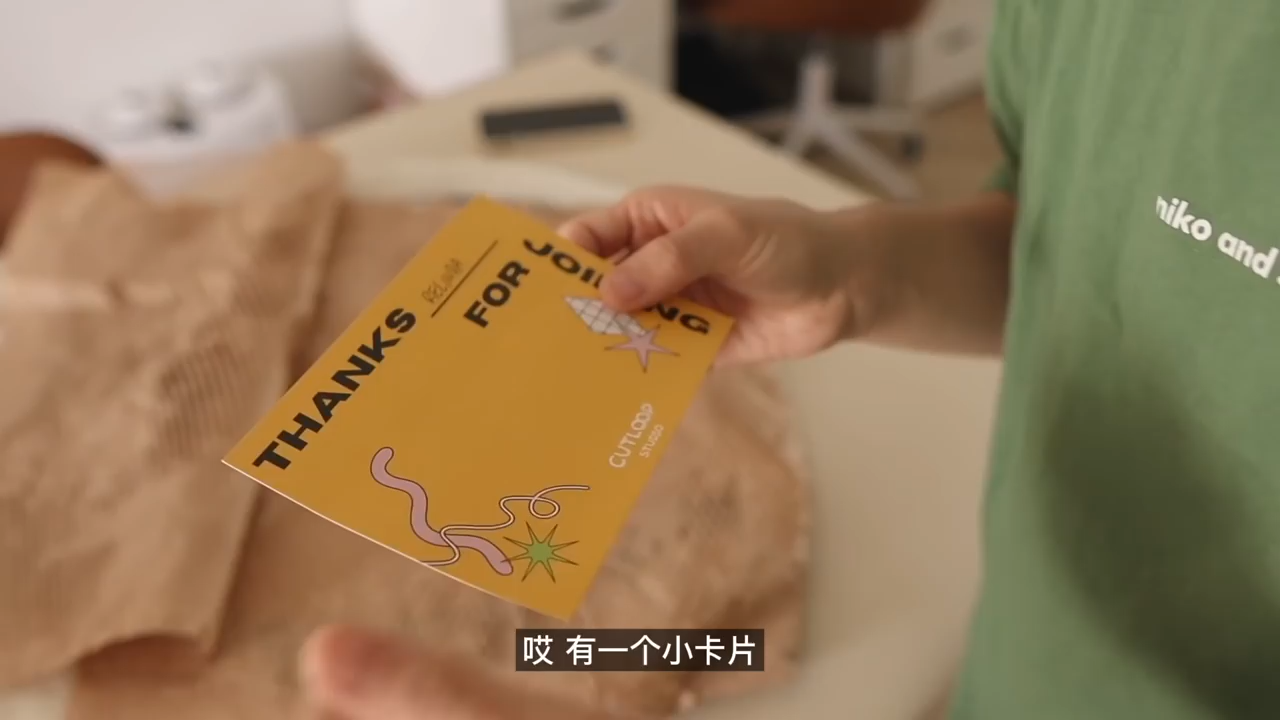 THANKS
FOR JOINING
CUTLOOP
STUDIO
niko and
哎 有一个小卡片